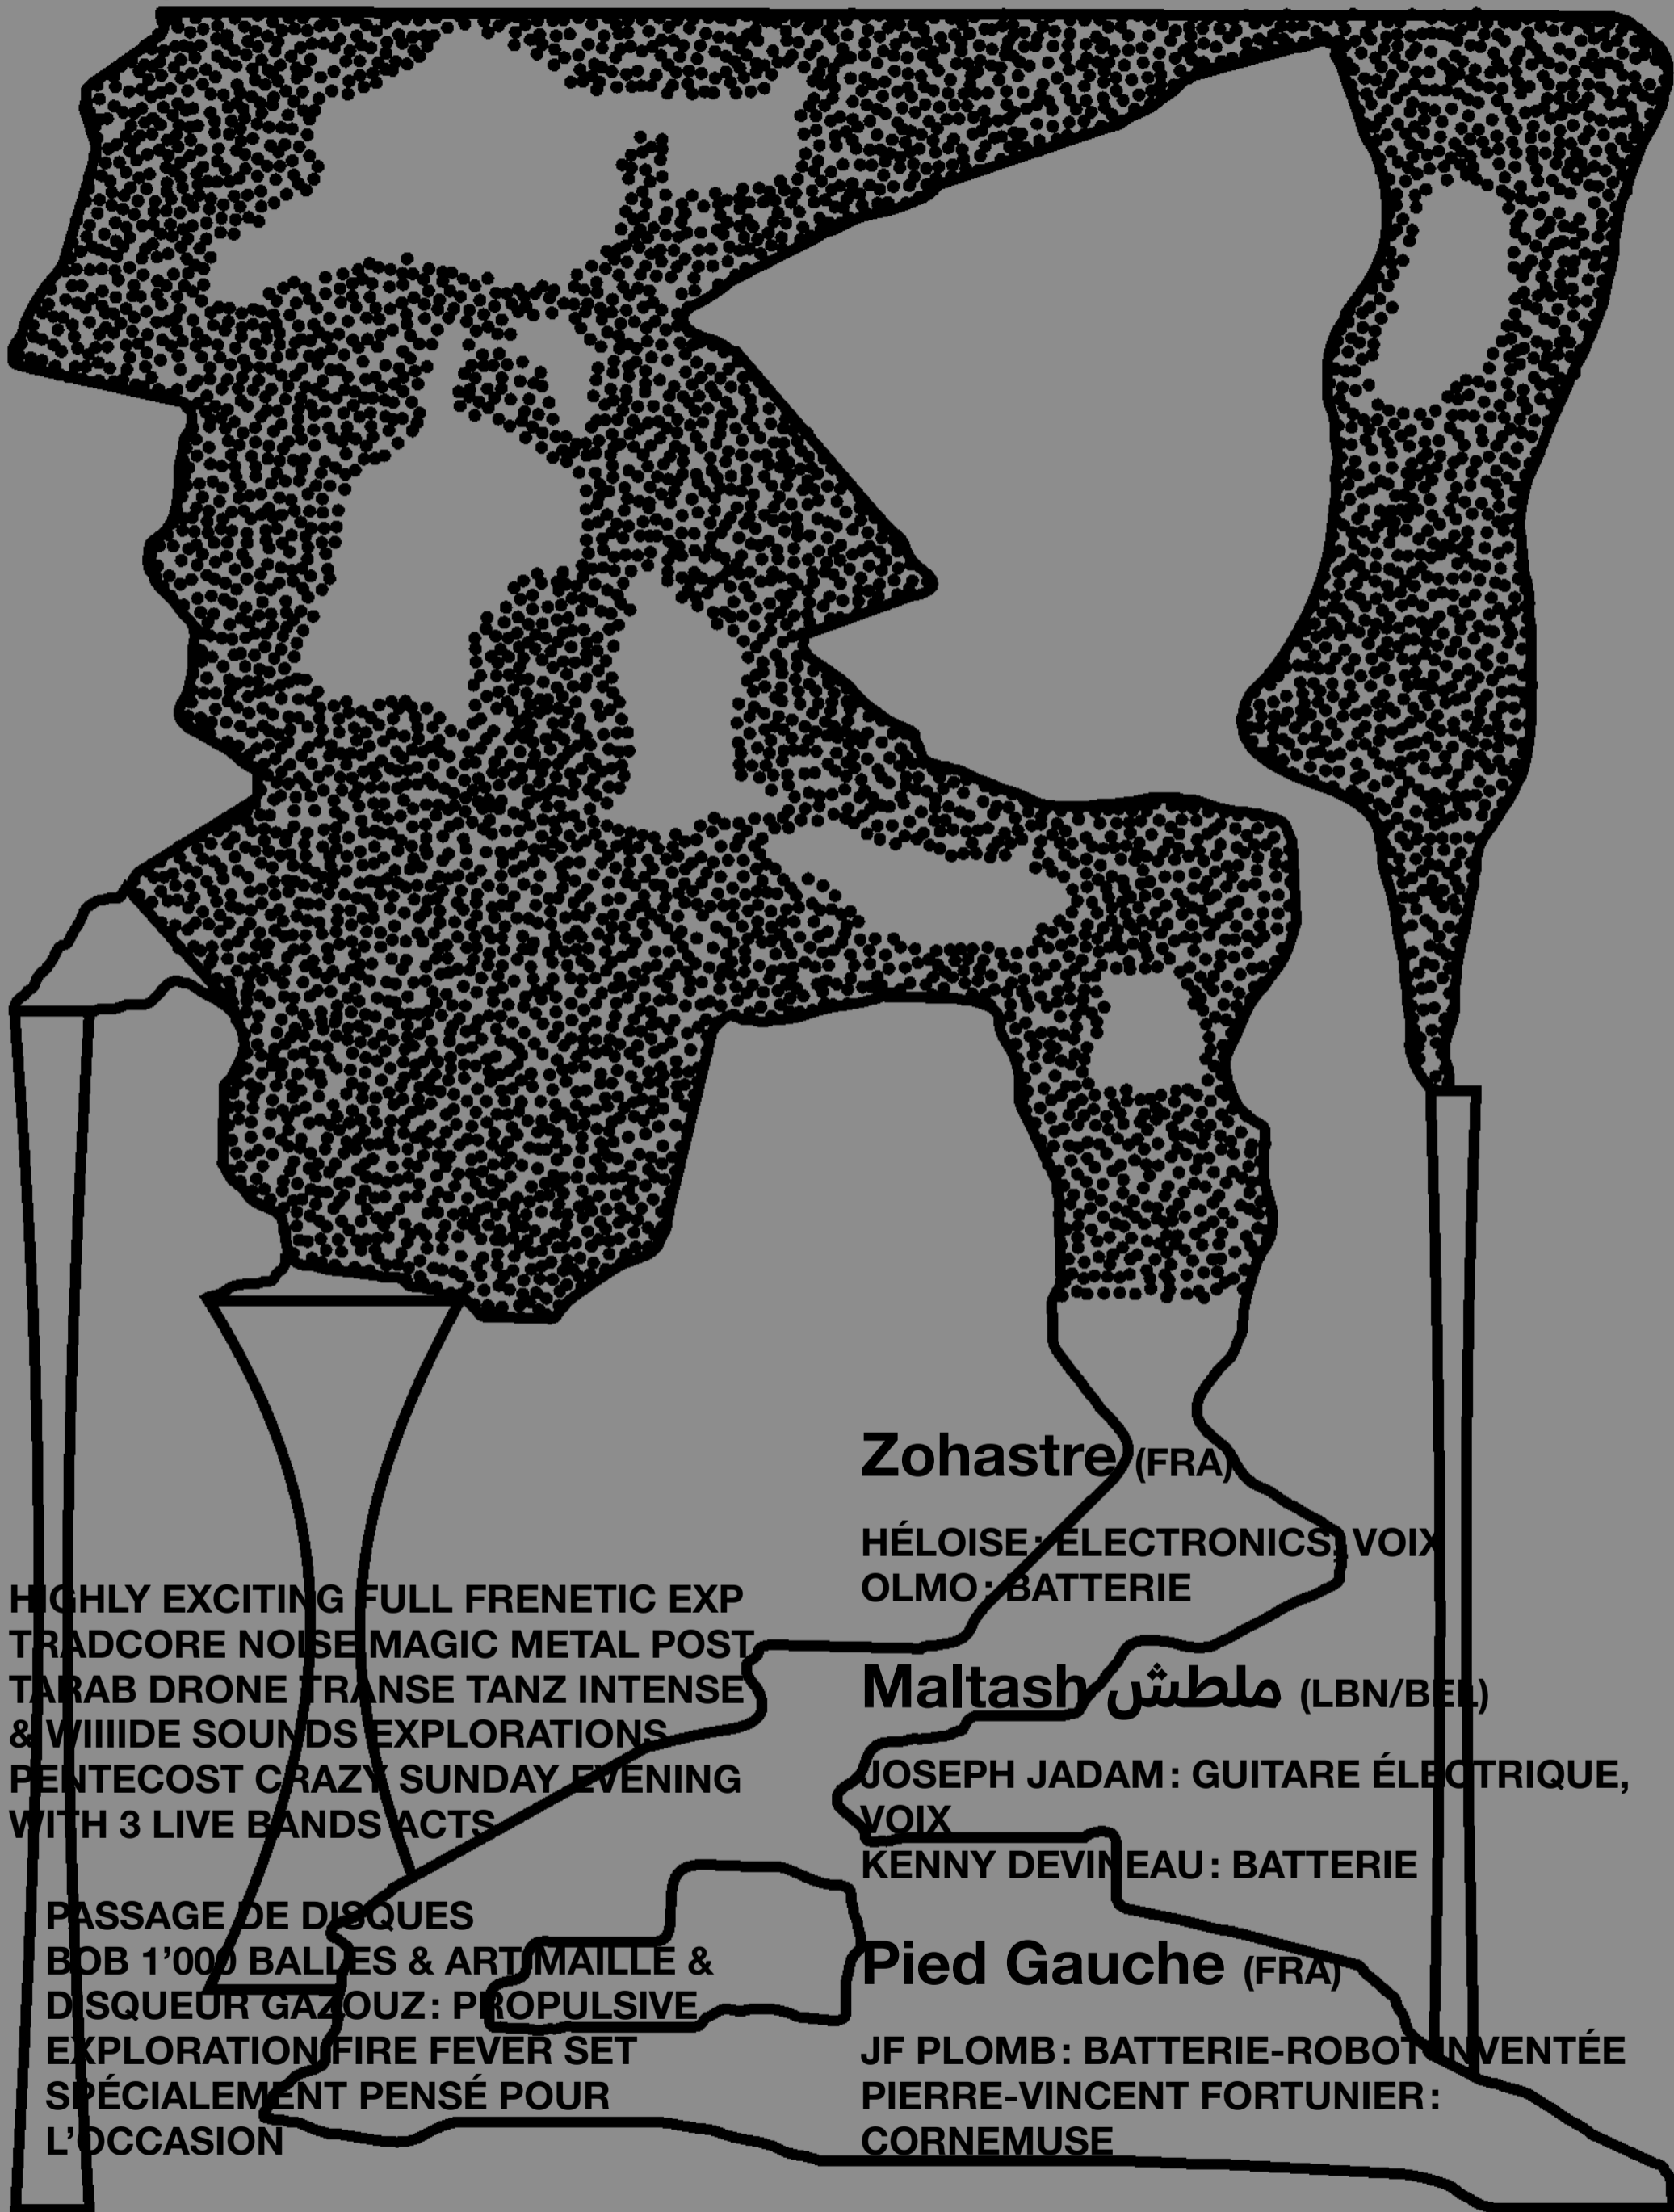 Zohastre (FRA)
HÉLOISE : ELECTRONICS, VOIX
OLMO : BATTERIE
HIGHLY EXCITING FULL FRENETIC EXP
TRADCORE NOISE MAGIC METAL POST
TARAB DRONE TRANSE TANZ INTENSE
& WIIIIDE SOUNDS EXPLORATIONS
PENTECOST CRAZY SUNDAY EVENING
WITH 3 LIVE BANDS ACTS
Maltash ملطش (LBN/BEL)
JOSEPH JADAM : GUITARE ÉLECTRIQUE,
VOIX
KENNY DEVINEAU : BATTERIE
PASSAGE DE DISQUES
BOB 1’000 BALLES & ARTOMAILLE &
DISQUEUR GAZOUZ : PROPULSIVE
EXPLORATION FIRE FEVER SET
SPÉCIALEMENT PENSÉ POUR
L’OCCASION
Pied Gauche (FRA)
JF PLOMB : BATTERIE-ROBOT INVENTÉE
PIERRE-VINCENT FORTUNIER :
CORNEMUSE